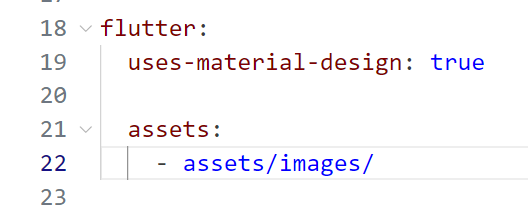 18 flutter:
19 uses-material-design: true
20
21 assets:
22 - assets/images/
23